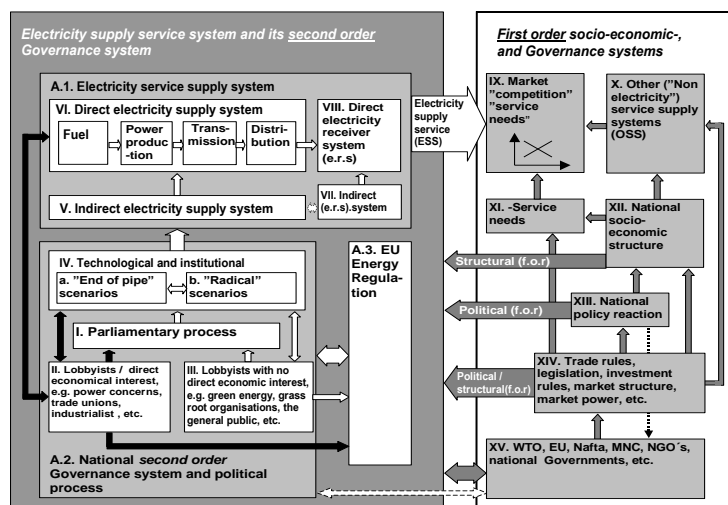 Electricity supply service system and its second order
Governance system
A.1. Electricity service supply system
VI. Direct electricity supply system
Fuel
Power
produc
-tion
Trans-
mission
Distri-
bution
VIII. Direct
electricity
receiver
system
(e.r.s)
V. Indirect electricity supply system
VII. Indirect
(e.r.s).system
Electricity
supply
service
(ESS)
IV. Technological and institutional
a. "End of pipe"
scenarios
b. "Radical"
scenarios
I. Parliamentary process
II. Lobbyists / direct
economical interest,
e.g. power concerns,
trade unions,
industrialist , etc.
III. Lobbyists with no
direct economic interest,
e.g. green energy, grass
root organisations, the
general public, etc.
A.2. National second order
Governance system and political
process
A.3. EU
Energy
Regula-
tion
First order socio-economic-,
and Governance systems
IX. Market
"competition"
"service
needs"
X. Other ("Non
electricity")
service supply
systems
(OSS)
XI. -Service
needs
XII. National
socio-
economic
structure
Structural (f.o.r)
XIII. National
policy reaction
Political (f.o.r)
Political /
structural(f.o.r)
XIV. Trade rules,
legislation, investment
rules, market structure,
market power, etc.
XV. WTO, EU, Nafta, MNC, NGO´s,
national Governments, etc.